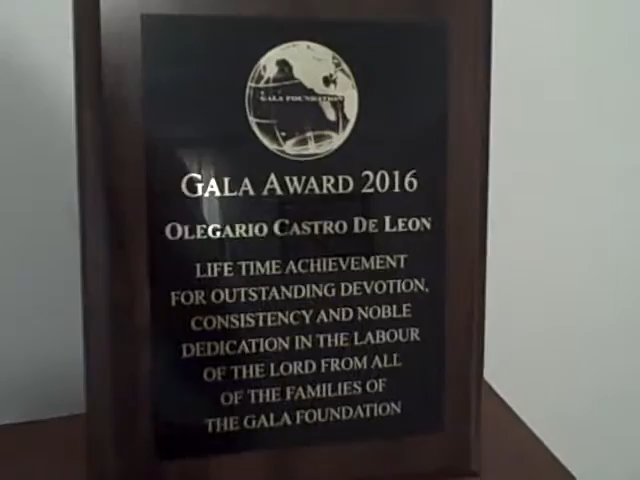 GALA FOUNDATION
GALA AWARD 2016
OLEGARIO CASTRO DE LEON
LIFE TIME ACHIEVEMENT
FOR OUTSTANDING DEVOTION,
CONSISTENCY AND NOBLE
DEDICATION IN THE LABOUR
OF THE LORD FROM ALL
OF THE FAMILIES OF
THE GALA FOUNDATION